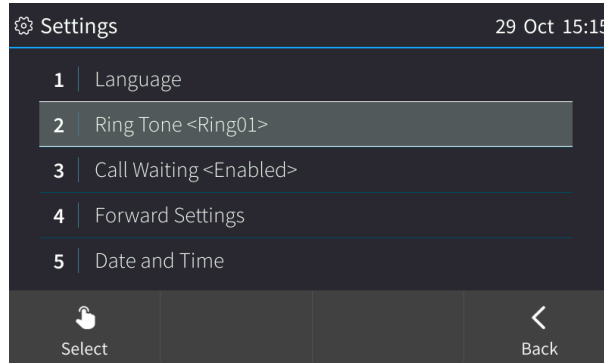 Settings 29 Oct 15:15
1 Language
2 Ring Tone <Ring01>
3 Call Waiting <Enabled>
4 Forward Settings
5 Date and Time
Select Back